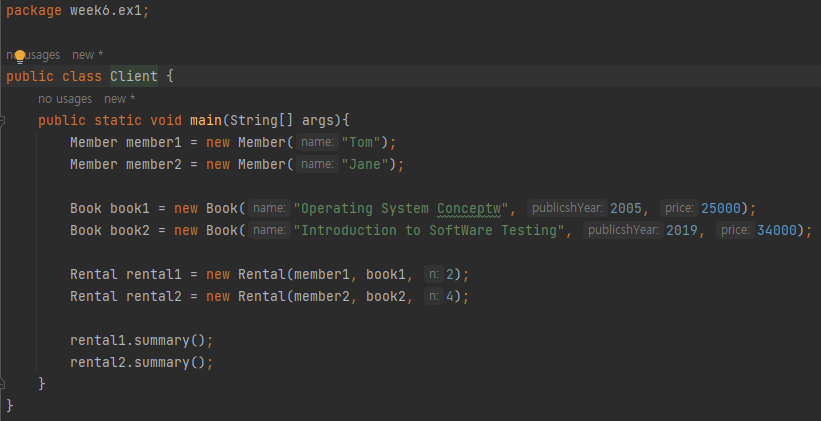 package week6.ex1;
no usages   new *
public class Client {
no usages   new *
public static void main(String[] args){
Member member1 = new Member( name: "Tom");
Member member2 = new Member( name: "Jane");
Book book1 = new Book( name: "Operating System Conceptw", publicshYear: 2005, price: 25000);
Book book2 = new Book( name: "Introduction to SoftWare Testing", publicshYear: 2019, price: 34000);
Rental rental1 = new Rental(member1, book1, n: 2);
Rental rental2 = new Rental(member2, book2, n: 4);
rental1.summary();
rental2.summary();
}
}